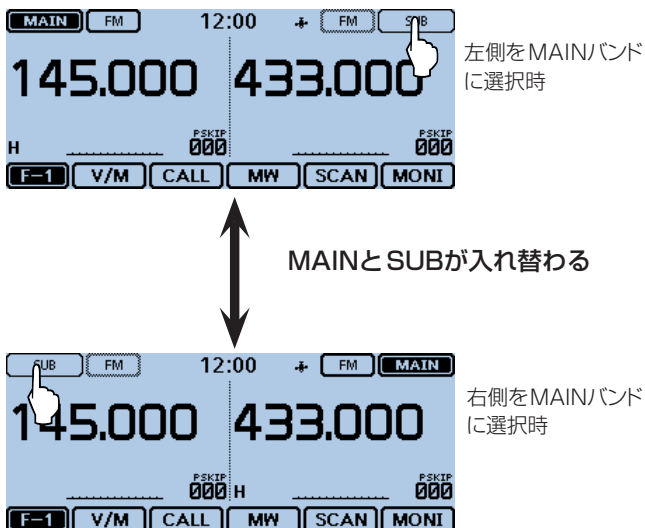 MAIN FM 12:00 FM SUB
145.000 433.000
PSKIP PSKIP
H 000 000
F-1 V/M CALL MW SCAN MONI
左側をMAINバンド
に選択時
MAINとSUBが入れ替わる
SUB FM 12:00 FM MAIN
145.000 433.000
PSKIP PSKIP
000 H 000
F-1 V/M CALL MW SCAN MONI
右側をMAINバンド
に選択時